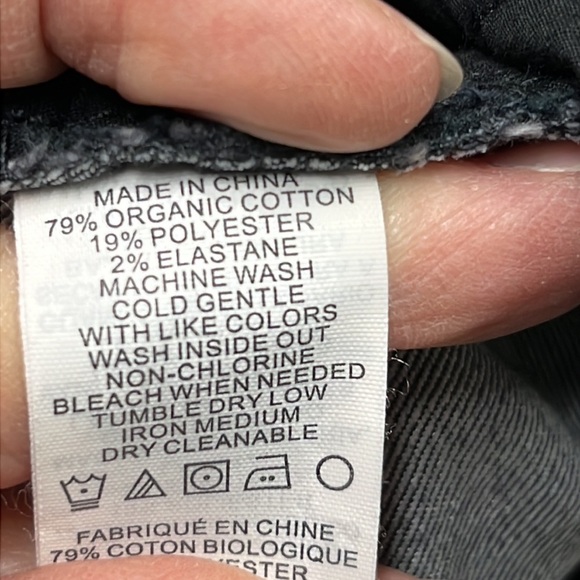 MADE IN CHINA
79% ORGANIC COTTON
19% POLYESTER
2% ELASTANE
MACHINE WASH
COLD GENTLE
WITH LIKE COLORS
WASH INSIDE OUT
NON-CHLORINE
BLEACH WHEN NEEDED
TUMBLE DRY LOW
IRON MEDIUM
DRY CLEANABLE
FABRIQUÉ EN CHINE
79% COTON BIOLOGIQUE